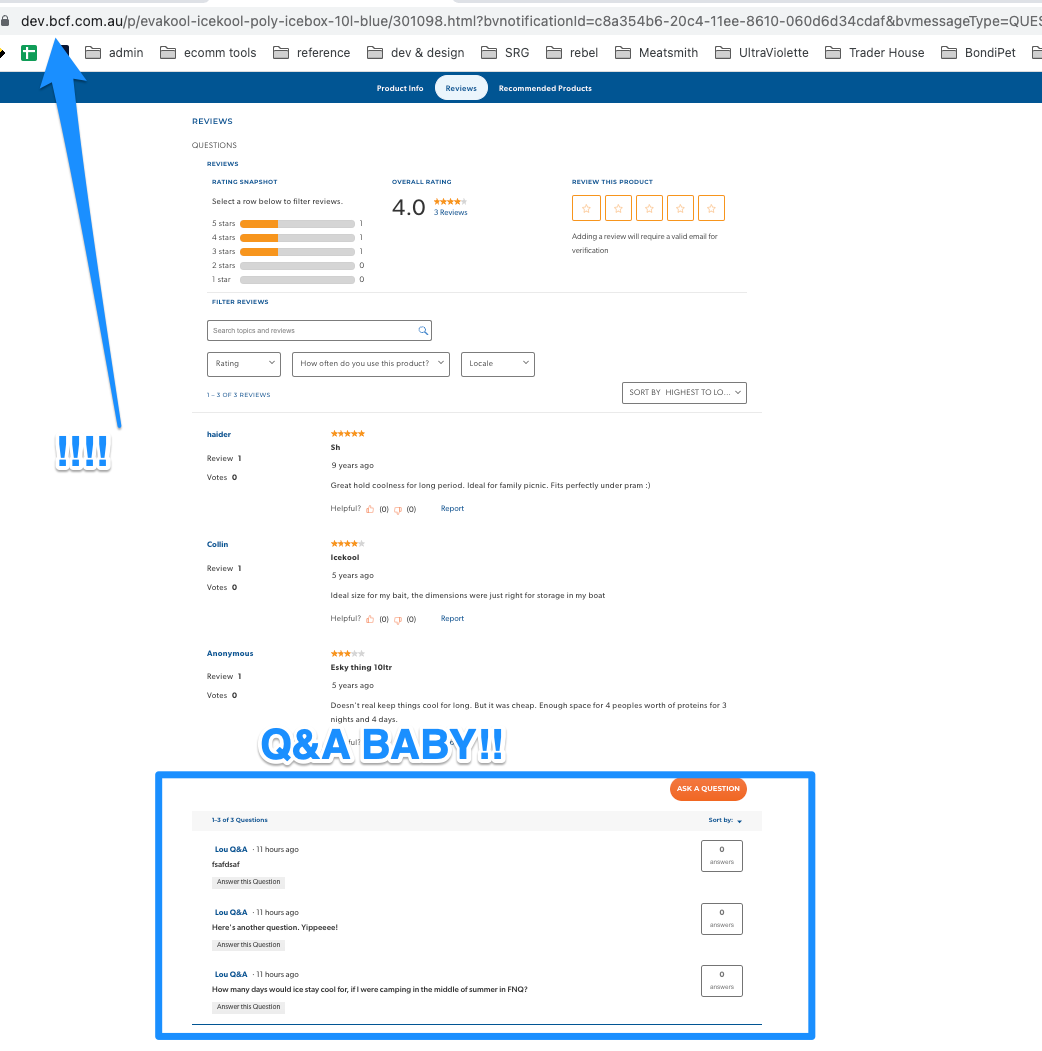 dev.bcf.com.au/p/evakool-icekool-poly-icebox-10l-blue/301098.html?bvnotificationId=c8a354b6-20c4-11ee-8610-060d6d34cdaf&bvmessageType=QUES
admin ecomm tools reference dev & design SRG rebel Meatsmith UltraViolette Trader House BondiPet
Product Info Reviews Recommended Products
REVIEWS
QUESTIONS
REVIEWS
RATING SNAPSHOT OVERALL RATING REVIEW THIS PRODUCT
Select a row below to filter reviews.
4.0
3 Reviews
5 stars 1
4 stars 1
3 stars 1
2 stars 0
1 star 0
Adding a review will require a valid email for
verification
FILTER REVIEWS
Search topics and reviews
Rating How often do you use this product? Locale
1 – 3 OF 3 REVIEWS SORT BY HIGHEST TO LO...
!!!!
haider
Review 1
Votes 0
Sh
9 years ago
Great hold coolness for long period. Ideal for family picnic. Fits perfectly under pram :)
Helpful? (0) (0) Report
Collin
Review 1
Votes 0
Icekool
5 years ago
Ideal size for my bait, the dimensions were just right for storage in my boat
Helpful? (0) (0) Report
Anonymous
Review 1
Votes 0
Esky thing 10ltr
5 years ago
Doesn't real keep things cool for long. But it was cheap. Enough space for 4 peoples worth of proteins for 3
nights and 4 days.
Q&A BABY!!
ASK A QUESTION
1-3 of 3 Questions Sort by:
Lou Q&A · 11 hours ago
fsafdsaf
Answer this Question
0
answers
Lou Q&A · 11 hours ago
Here's another question. Yippeeee!
Answer this Question
0
answers
Lou Q&A · 11 hours ago
How many days would ice stay cool for, if I were camping in the middle of summer in FNQ?
Answer this Question
0
answers